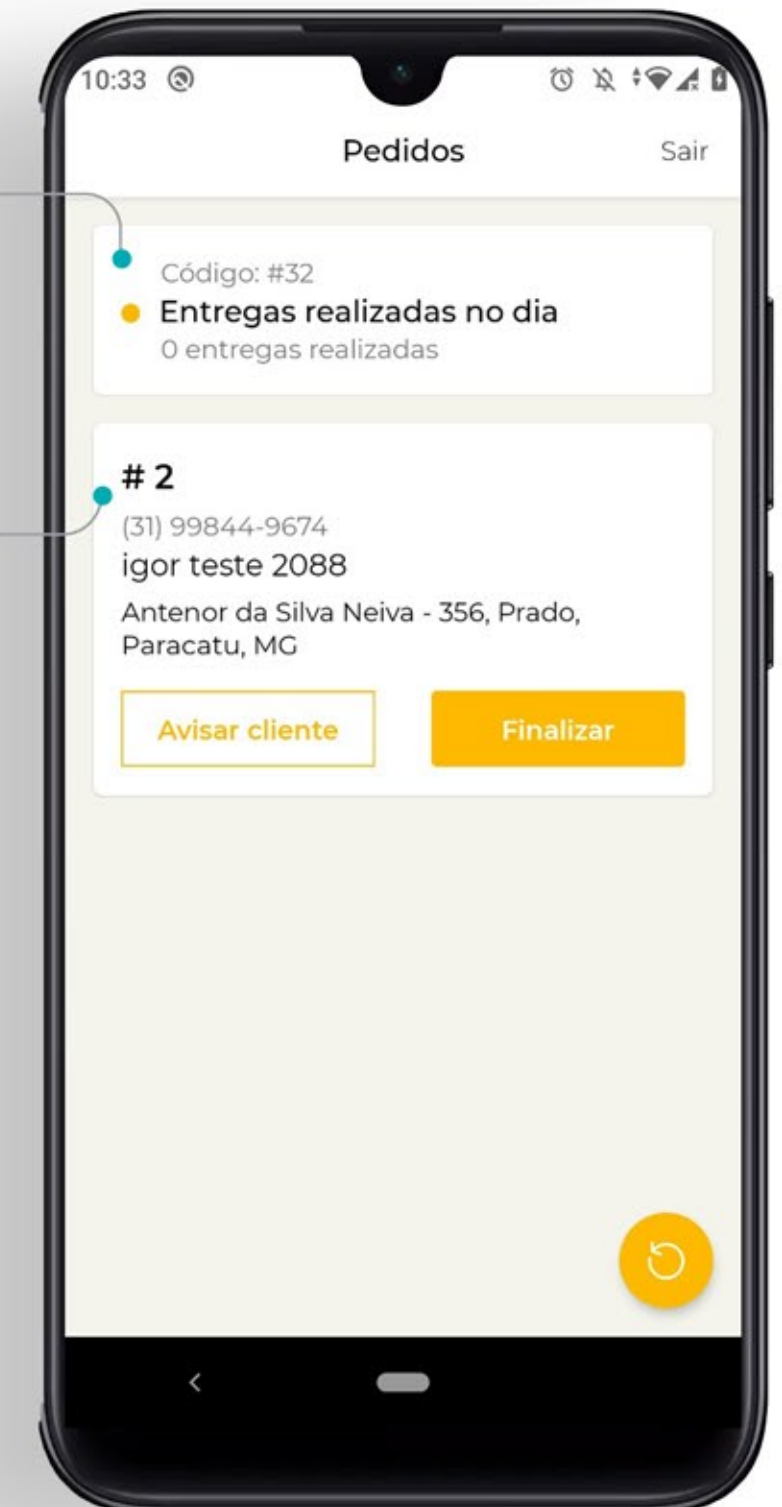 10:33
Pedidos
Sair
Código: #32
Entregas realizadas no dia
0 entregas realizadas
# 2
(31) 99844-9674
igor teste 2088
Antenor da Silva Neiva - 356, Prado,
Paracatu, MG
Avisar cliente
Finalizar